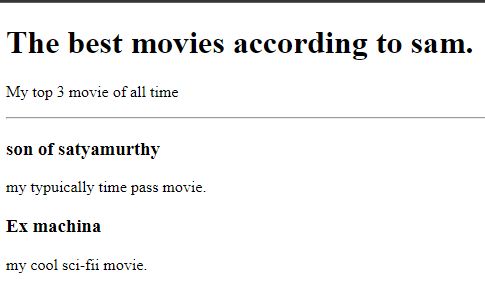 The best movies according to sam.
My top 3 movie of all time
son of satyamurthy
my typuically time pass movie.
Ex machina
my cool sci-fii movie.